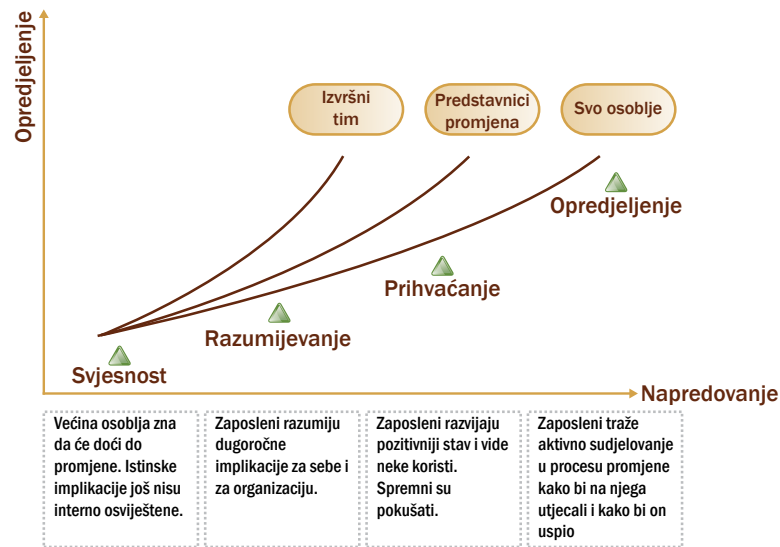 Opredjeljenje
Izvršni
tim
Predstavnici
promjena
Svo osoblje
Opredjeljenje
Prihvaćanje
Razumijevanje
Svjesnost
Napredovanje
Većina osoblja zna
da će doći do
promjene. Istinske
implikacije još nisu
interno osviještene.
Zaposleni razumiju
dugoročne
implikacije za sebe i
za organizaciju.
Zaposleni razvijaju
pozitivniji stav i vide
neke koristi.
Spremni su
pokušati.
Zaposleni traže
aktivno sudjelovanje
u procesu promjene
kako bi na njega
utjecali i kako bi on
uspio